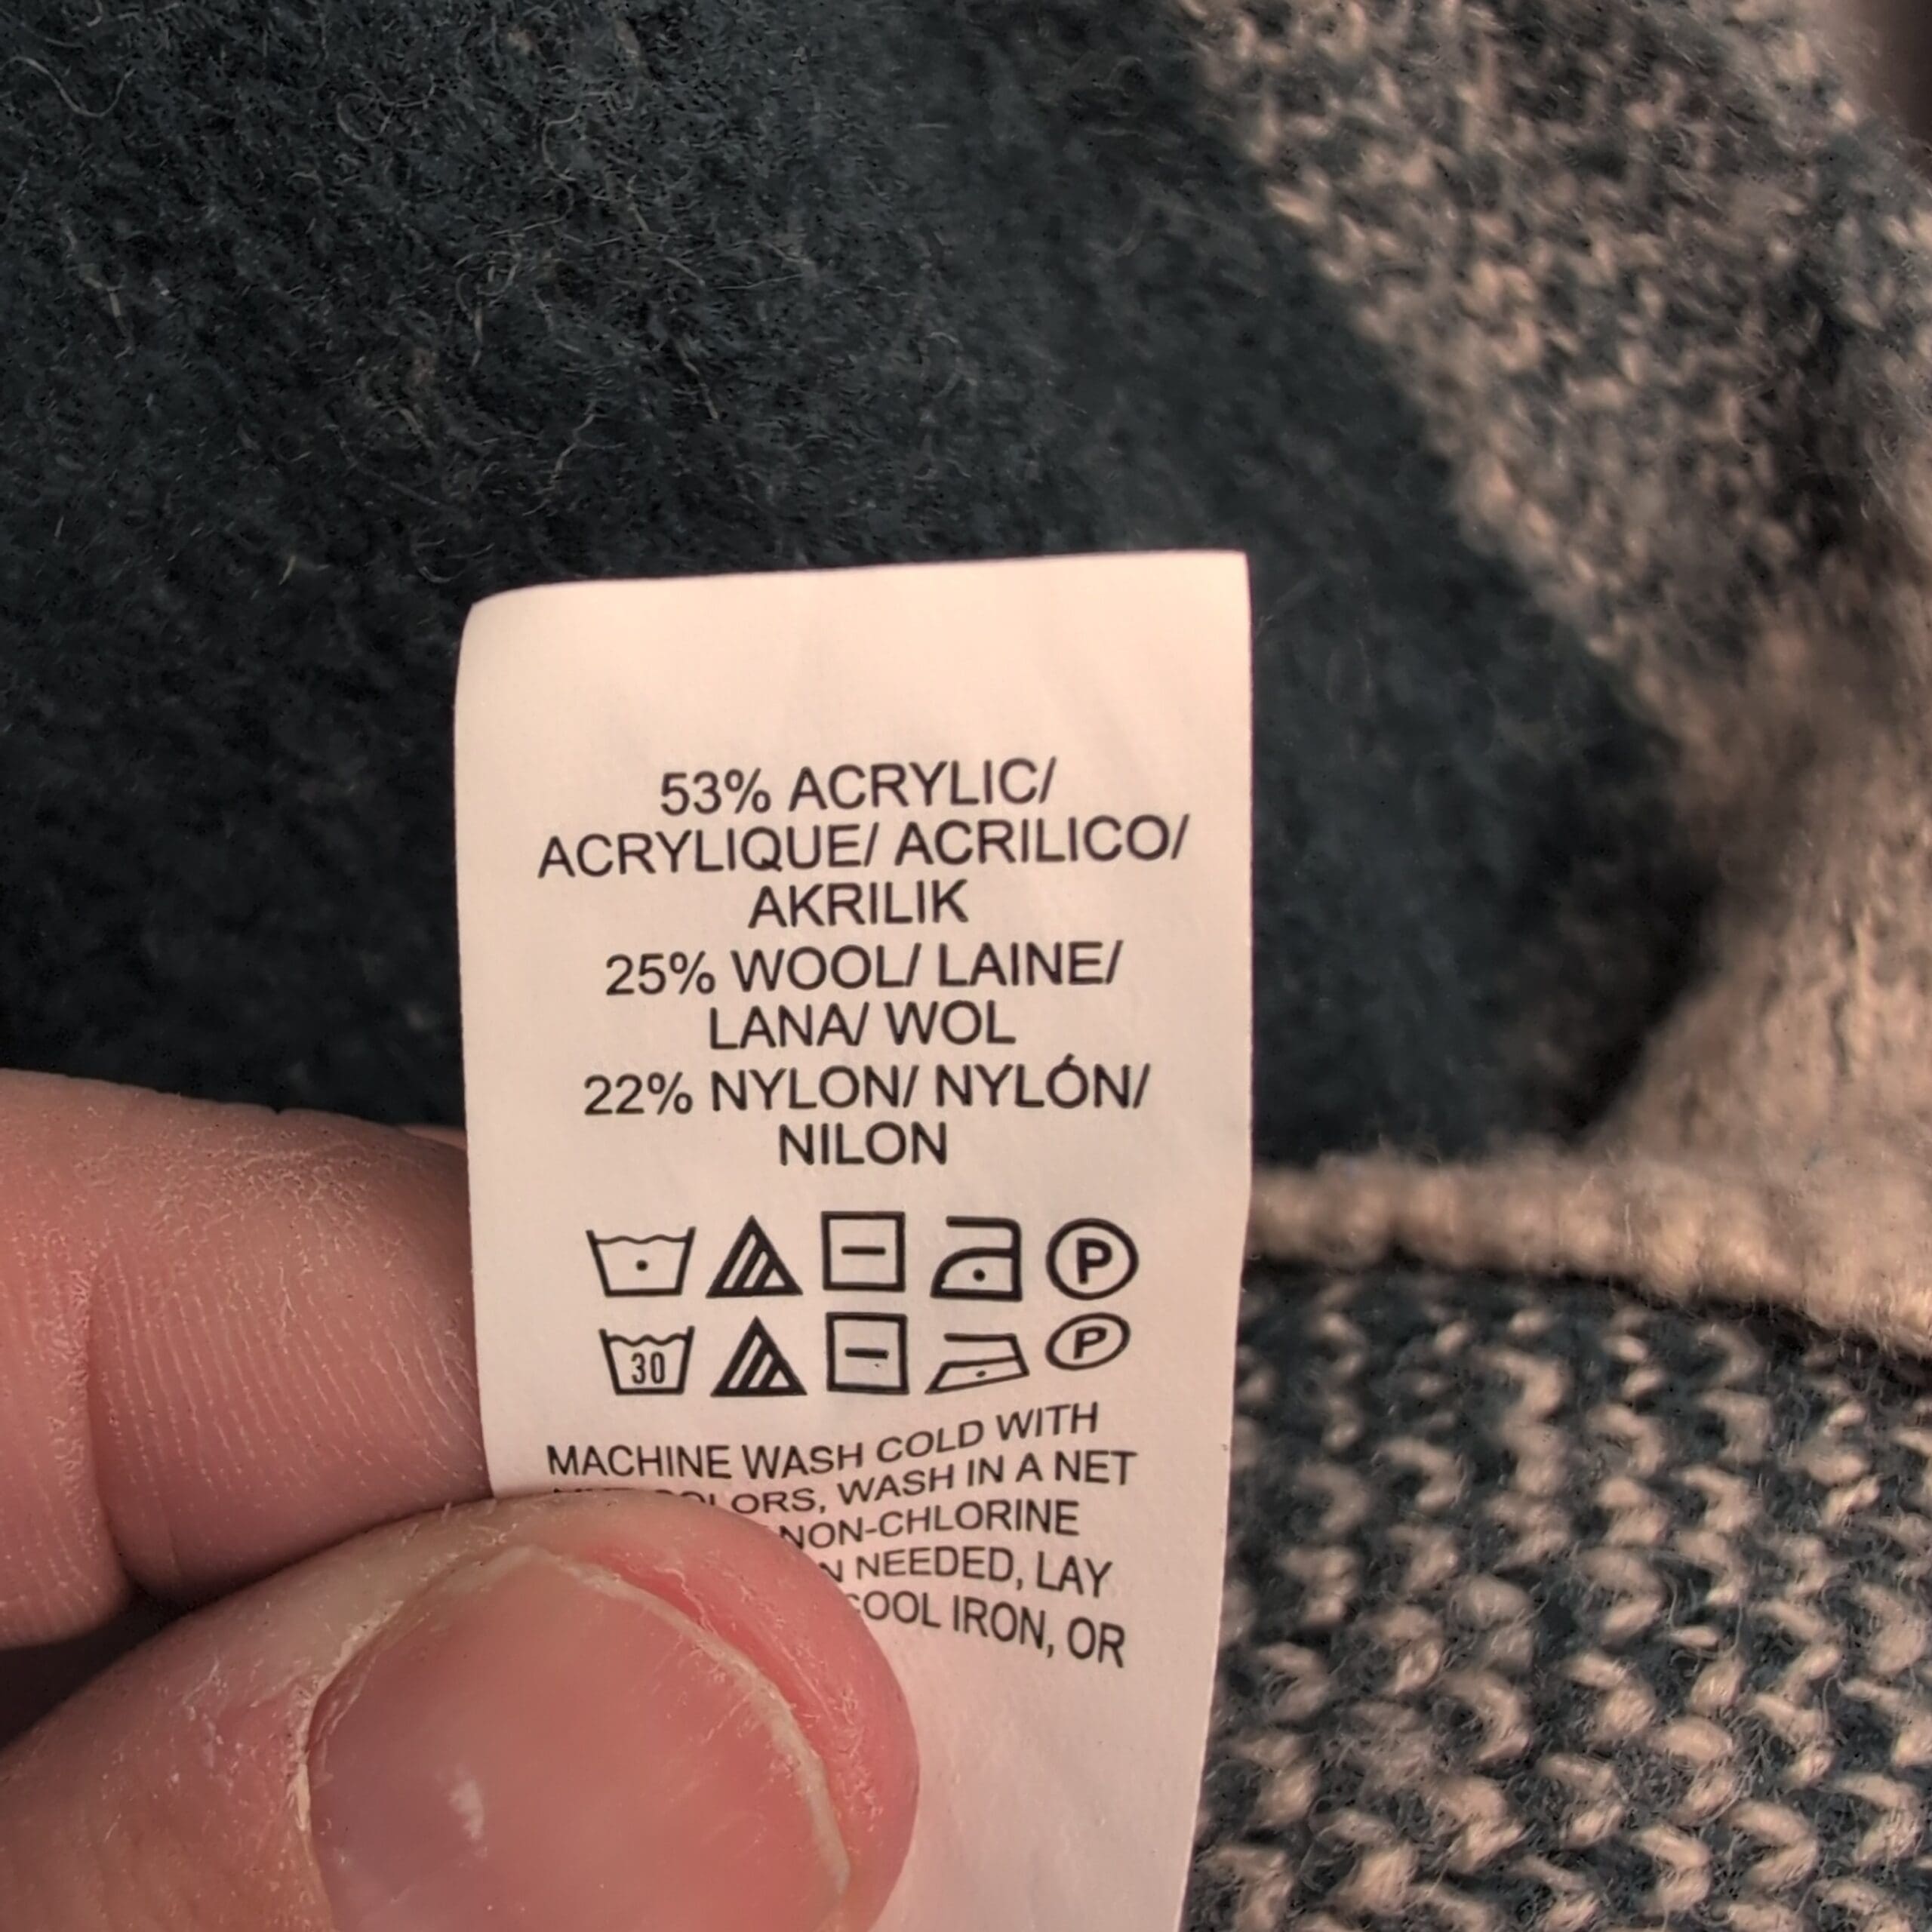 53% ACRYLIC/
ACRYLIQUE/ ACRILICO/
AKRILIK
25% WOOL/ LAINE/
LANA/ WOL
22% NYLON/ NYLÓN/
NILON
P
30 P
MACHINE WASH COLD WITH
WASH IN A NET
NON-CHLORINE
NEEDED, LAY
COOL IRON, OR